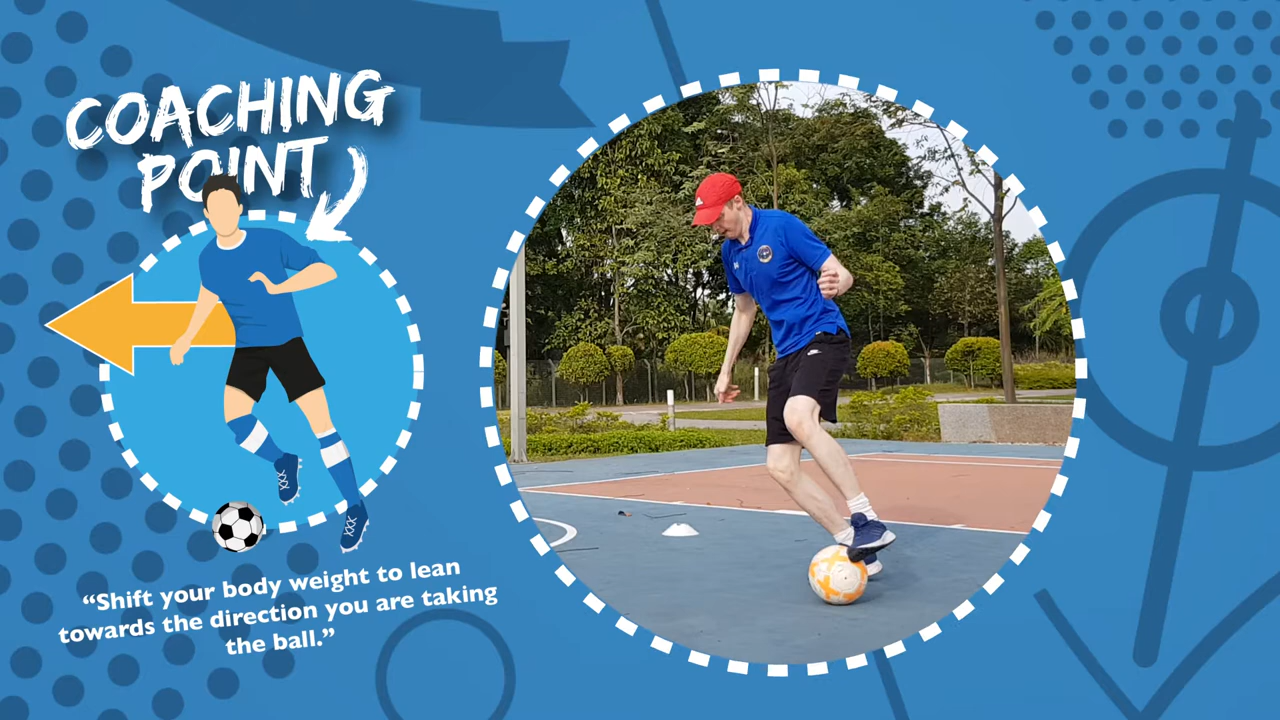 COACHING
POINT
“Shift your body weight to lean
towards the direction you are taking
the ball.”